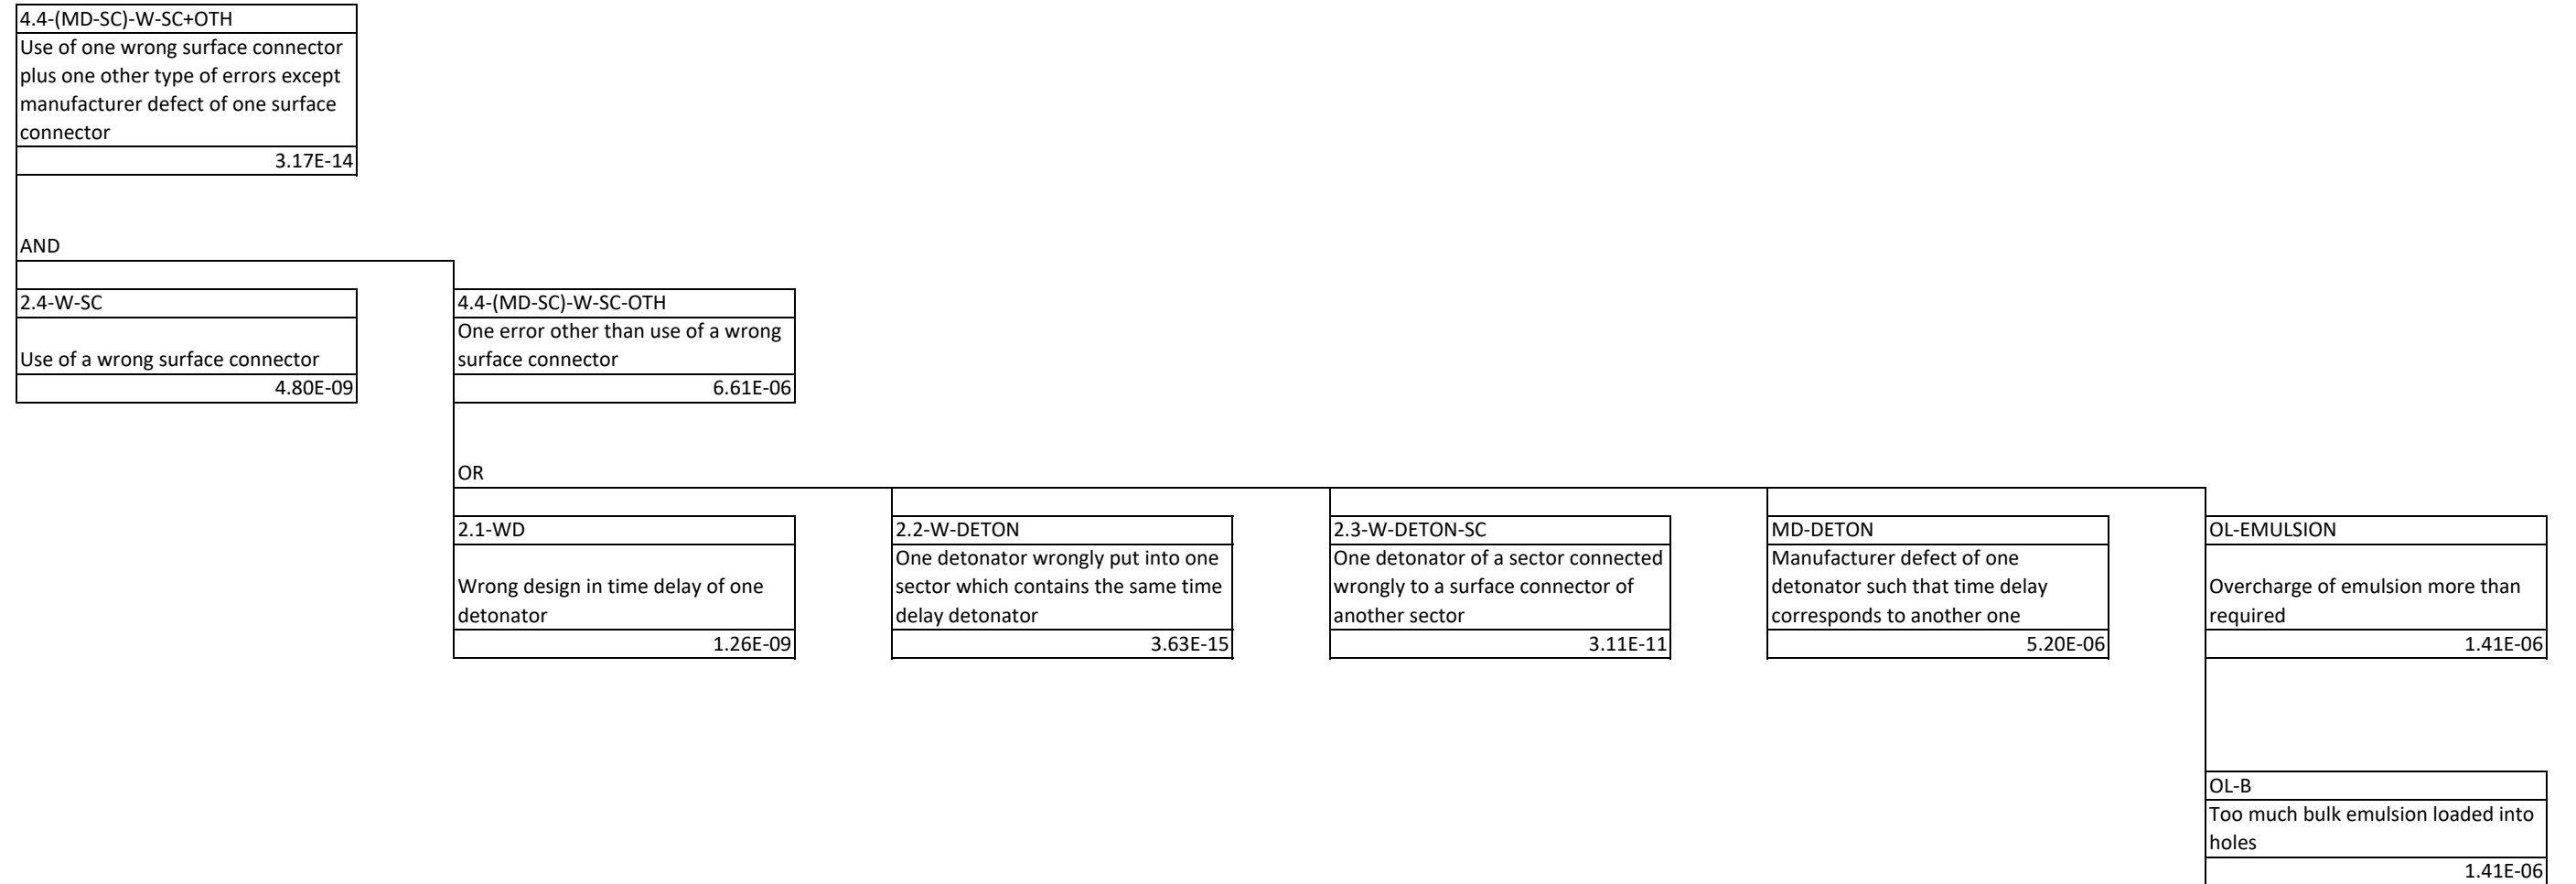 4.4-(MD-SC)-W-SC+OTH
Use of one wrong surface connector
plus one other type of errors except
manufacturer defect of one surface
connector
3.17E-14
AND
2.4-W-SC
Use of a wrong surface connector
4.80E-09
4.4-(MD-SC)-W-SC-OTH
One error other than use of a wrong
surface connector
6.61E-06
OR
2.1-WD
Wrong design in time delay of one
detonator
1.26E-09
2.2-W-DETON
One detonator wrongly put into one
sector which contains the same time
delay detonator
3.63E-15
2.3-W-DETON-SC
One detonator of a sector connected
wrongly to a surface connector of
another sector
3.11E-11
MD-DETON
Manufacturer defect of one
detonator such that time delay
corresponds to another one
5.20E-06
OL-EMULSION
Overcharge of emulsion more than
required
1.41E-06
OL-B
Too much bulk emulsion loaded into
holes
1.41E-06